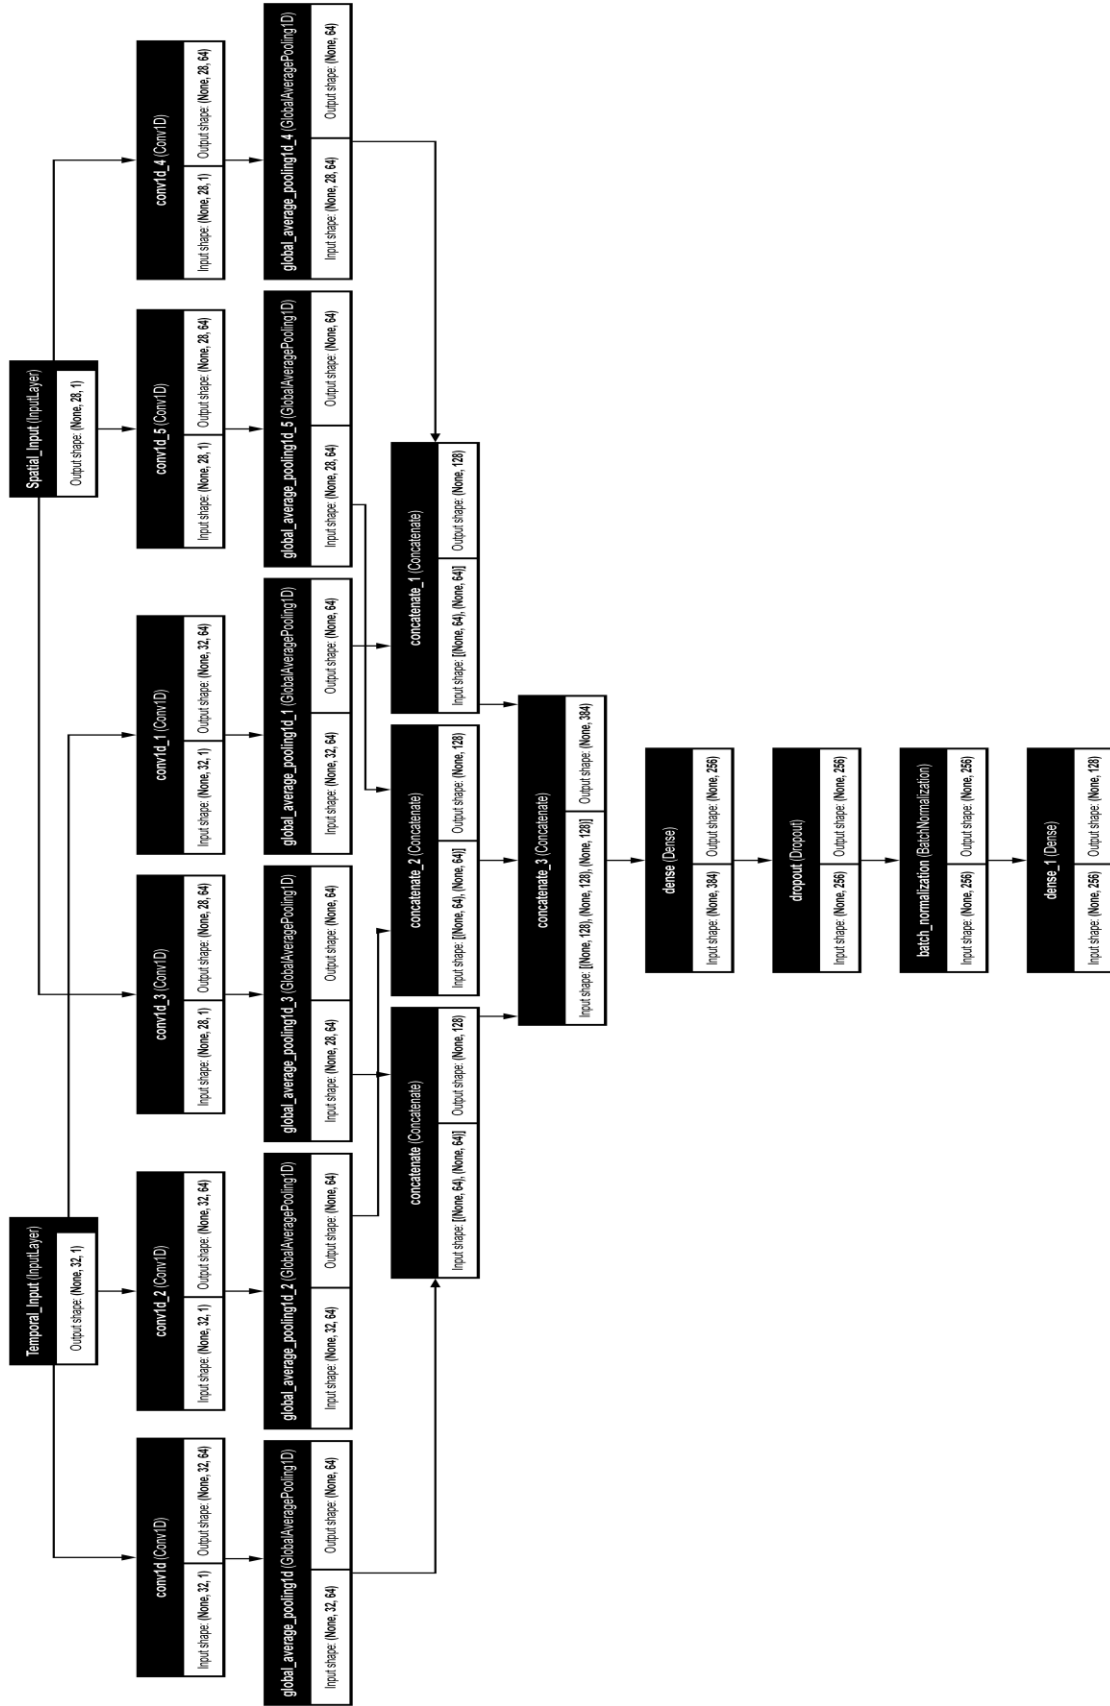 Temporal_Input (InputLayer)
Output shape: (None, 32, 1)
Spatial_Input (InputLayer)
Output shape: (None, 28, 1)
conv1d (Conv1D)
Input shape: (None, 32, 1)
Output shape: (None, 32, 64)
conv1d_2 (Conv1D)
Input shape: (None, 32, 1)
Output shape: (None, 32, 64)
conv1d_3 (Conv1D)
Input shape: (None, 28, 1)
Output shape: (None, 28, 64)
conv1d_1 (Conv1D)
Input shape: (None, 32, 1)
Output shape: (None, 32, 64)
conv1d_5 (Conv1D)
Input shape: (None, 28, 1)
Output shape: (None, 28, 64)
conv1d_4 (Conv1D)
Input shape: (None, 28, 1)
Output shape: (None, 28, 64)
global_average_pooling1d (GlobalAveragePooling1D)
Input shape: (None, 32, 64)
Output shape: (None, 64)
global_average_pooling1d_2 (GlobalAveragePooling1D)
Input shape: (None, 32, 64)
Output shape: (None, 64)
global_average_pooling1d_3 (GlobalAveragePooling1D)
Input shape: (None, 28, 64)
Output shape: (None, 64)
global_average_pooling1d_1 (GlobalAveragePooling1D)
Input shape: (None, 32, 64)
Output shape: (None, 64)
global_average_pooling1d_5 (GlobalAveragePooling1D)
Input shape: (None, 28, 64)
Output shape: (None, 64)
global_average_pooling1d_4 (GlobalAveragePooling1D)
Input shape: (None, 28, 64)
Output shape: (None, 64)
concatenate (Concatenate)
Input shape: [(None, 64), (None, 64)]
Output shape: (None, 128)
concatenate_2 (Concatenate)
Input shape: [(None, 64), (None, 64)]
Output shape: (None, 128)
concatenate_1 (Concatenate)
Input shape: [(None, 64), (None, 64)]
Output shape: (None, 128)
concatenate_3 (Concatenate)
Input shape: [(None, 128), (None, 128), (None, 128)]
Output shape: (None, 384)
dense (Dense)
Input shape: (None, 384)
Output shape: (None, 256)
dropout (Dropout)
Input shape: (None, 256)
Output shape: (None, 256)
batch_normalization (BatchNormalization)
Input shape: (None, 256)
Output shape: (None, 256)
dense_1 (Dense)
Input shape: (None, 256)
Output shape: (None, 128)